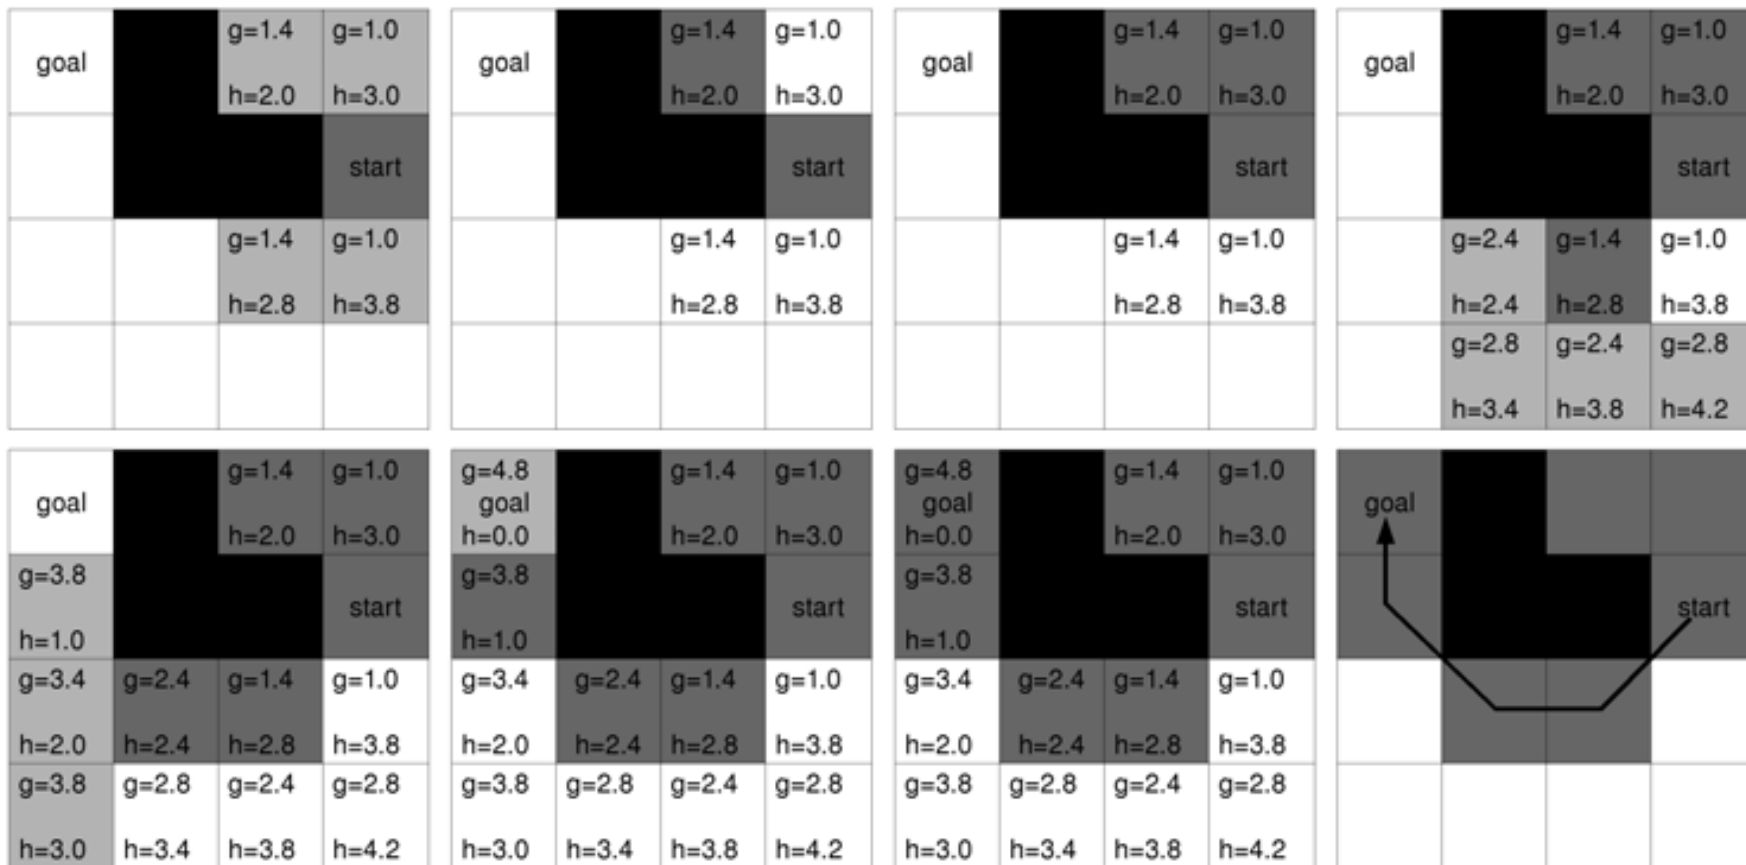 g=1.4 g=1.0 g=1.4 g=1.0 g=1.4 g=1.0 g=1.4 g=1.0
goal goal goal goal
h=2.0 h=3.0 h=2.0 h=3.0 h=2.0 h=3.0 h=2.0 h=3.0
start start start start
g=1.4 g=1.0 g=1.4 g=1.0 g=1.4 g=1.0 g=2.4 g=1.4 g=1.0
h=2.8 h=3.8 h=2.8 h=3.8 h=2.8 h=3.8 h=2.4 h=2.8 h=3.8
g=2.8 g=2.4 g=2.8
h=3.4 h=3.8 h=4.2
g=1.4 g=1.0 g=4.8 g=1.4 g=1.0 g=4.8 g=1.4 g=1.0
goal goal goal goal
h=2.0 h=3.0 h=0.0 h=2.0 h=3.0 h=0.0 h=2.0 h=3.0
g=3.8 g=3.8 g=3.8
start start start start
h=1.0 h=1.0 h=1.0
g=3.4 g=2.4 g=1.4 g=1.0 g=3.4 g=2.4 g=1.4 g=1.0 g=3.4 g=2.4 g=1.4 g=1.0
h=2.0 h=2.4 h=2.8 h=3.8 h=2.0 h=2.4 h=2.8 h=3.8 h=2.0 h=2.4 h=2.8 h=3.8
g=3.8 g=2.8 g=2.4 g=2.8 g=3.8 g=2.8 g=2.4 g=2.8 g=3.8 g=2.8 g=2.4 g=2.8
h=3.0 h=3.4 h=3.8 h=4.2 h=3.0 h=3.4 h=3.8 h=4.2 h=3.0 h=3.4 h=3.8 h=4.2